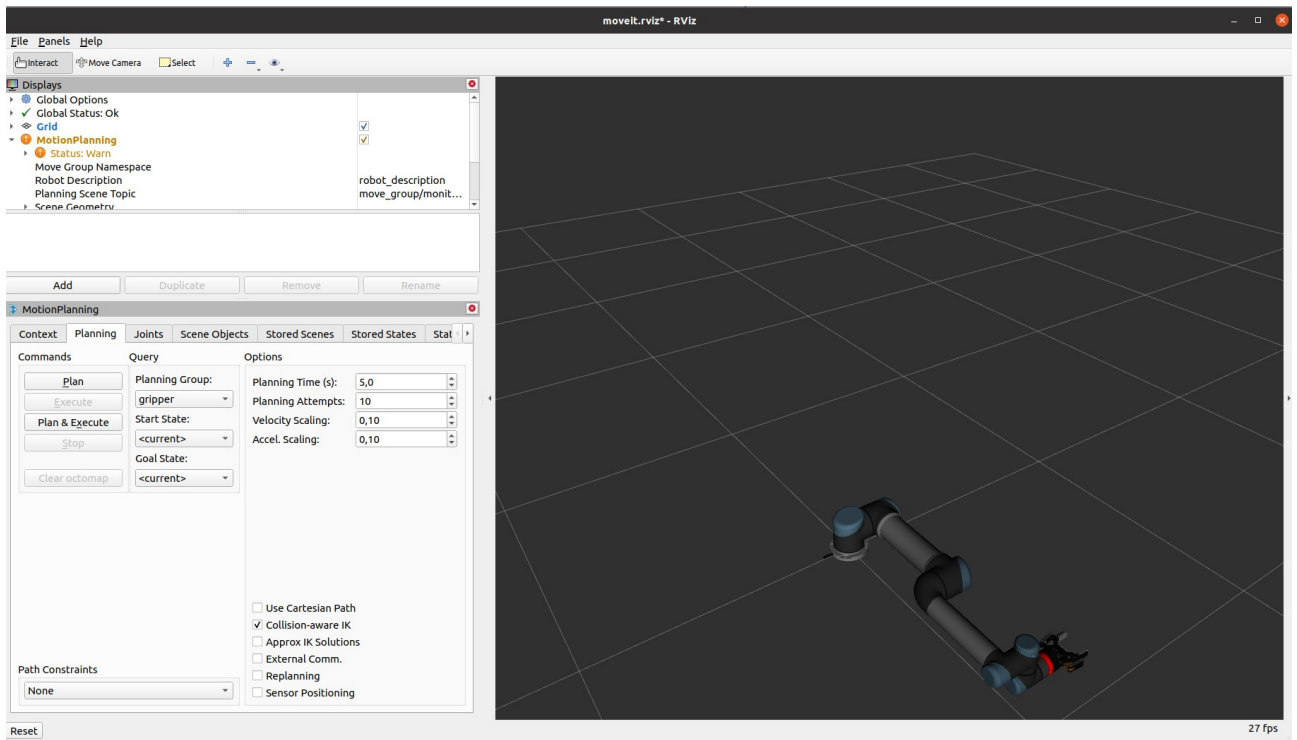 moveit.rviz* - RViz
File Panels Help
Interact Move Camera Select
Displays
Global Options
Global Status: Ok
Grid
MotionPlanning
Status: Warn
Move Group Namespace
Robot Description robot_description
Planning Scene Topic move_group/monit...
Scene Geometry
Add Duplicate Remove Rename
MotionPlanning
Context Planning Joints Scene Objects Stored Scenes Stored States Stat
Commands Query Options
Plan Planning Group: Planning Time (s): 5,0
Execute gripper Planning Attempts: 10
Plan & Execute Start State: Velocity Scaling: 0,10
Stop <current> Accel. Scaling: 0,10
Goal State:
Clear octomap <current>
Use Cartesian Path
Collision-aware IK
Approx IK Solutions
External Comm.
Path Constraints Replanning
None Sensor Positioning
Reset 27 fps